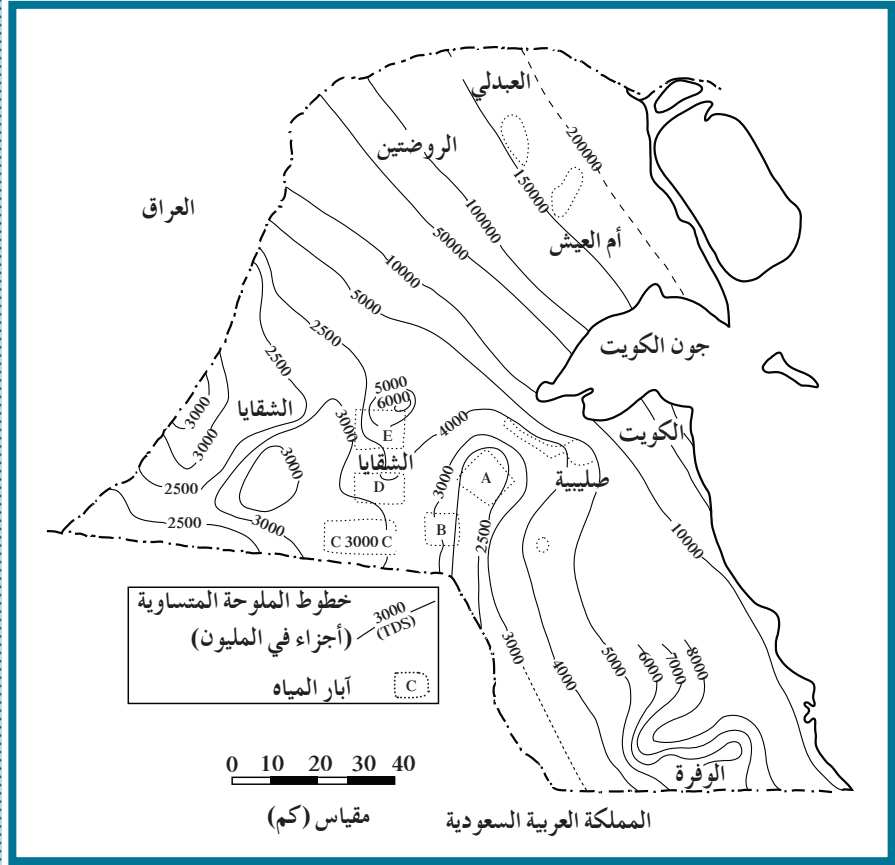 العبدلي
الروضتين
200000
العراق
150000
100000
أم العيش
50000
10000
5000
2500
جون الكويت
2500
5000
6000
3000
الشقايا
3000
3000
4000
الكويت
E
الشقايا
3000
صليبية
A
3000
D
2500
2500
3000
B
C 3000 C
2500
10000
خطوط الملوحة المتساوية
(أجزاء في المليون)
3000
(TDS)
آبار المياه
C
3000
4000
5000
6000
7000
8000
الوفرة
0 10 20 30 40
مقياس (كم)
المملكة العربية السعودية